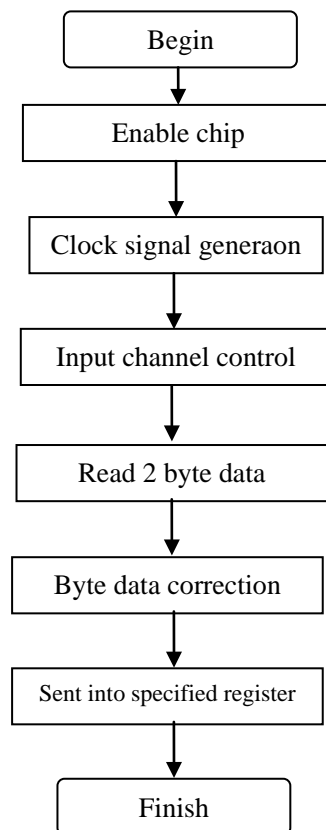 Begin
Enable chip
Clock signal generaon
Input channel control
Read 2 byte data
Byte data correction
Sent into specified register
Finish